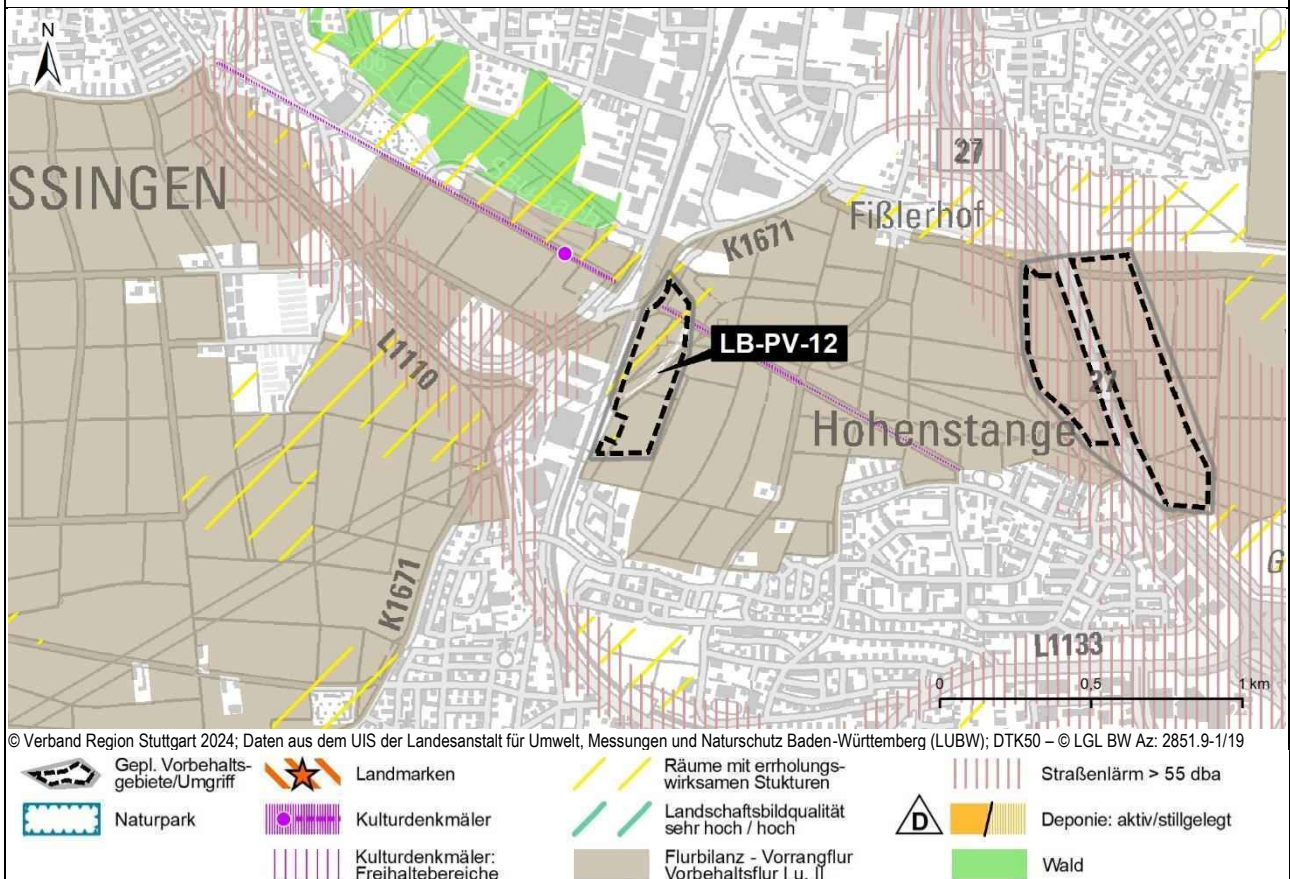 N
SSINGEN
27
Fißlerhof
K1671
LB-PV-12
L1110
27
Hohenstange
K1671
G
L1133
0 0,5 1 km
© Verband Region Stuttgart 2024; Daten aus dem UIS der Landesanstalt für Umwelt, Messungen und Naturschutz Baden-Württemberg (LUBW); DTK50 – © LGL BW Az: 2851.9-1/19
Gepl. Vorbehalts-
gebiete/Umgriff
Landmarken
Räume mit errholungs-
wirksamen Stukturen
Straßenlärm > 55 dba
Naturpark
Kulturdenkmäler
Landschaftsbildqualität
sehr hoch / hoch
D
Deponie: aktiv/stillgelegt
Kulturdenkmäler:
Freihaltebereiche
Flurbilanz - Vorrangflur
Vorbehaltsflur I u. II
Wald